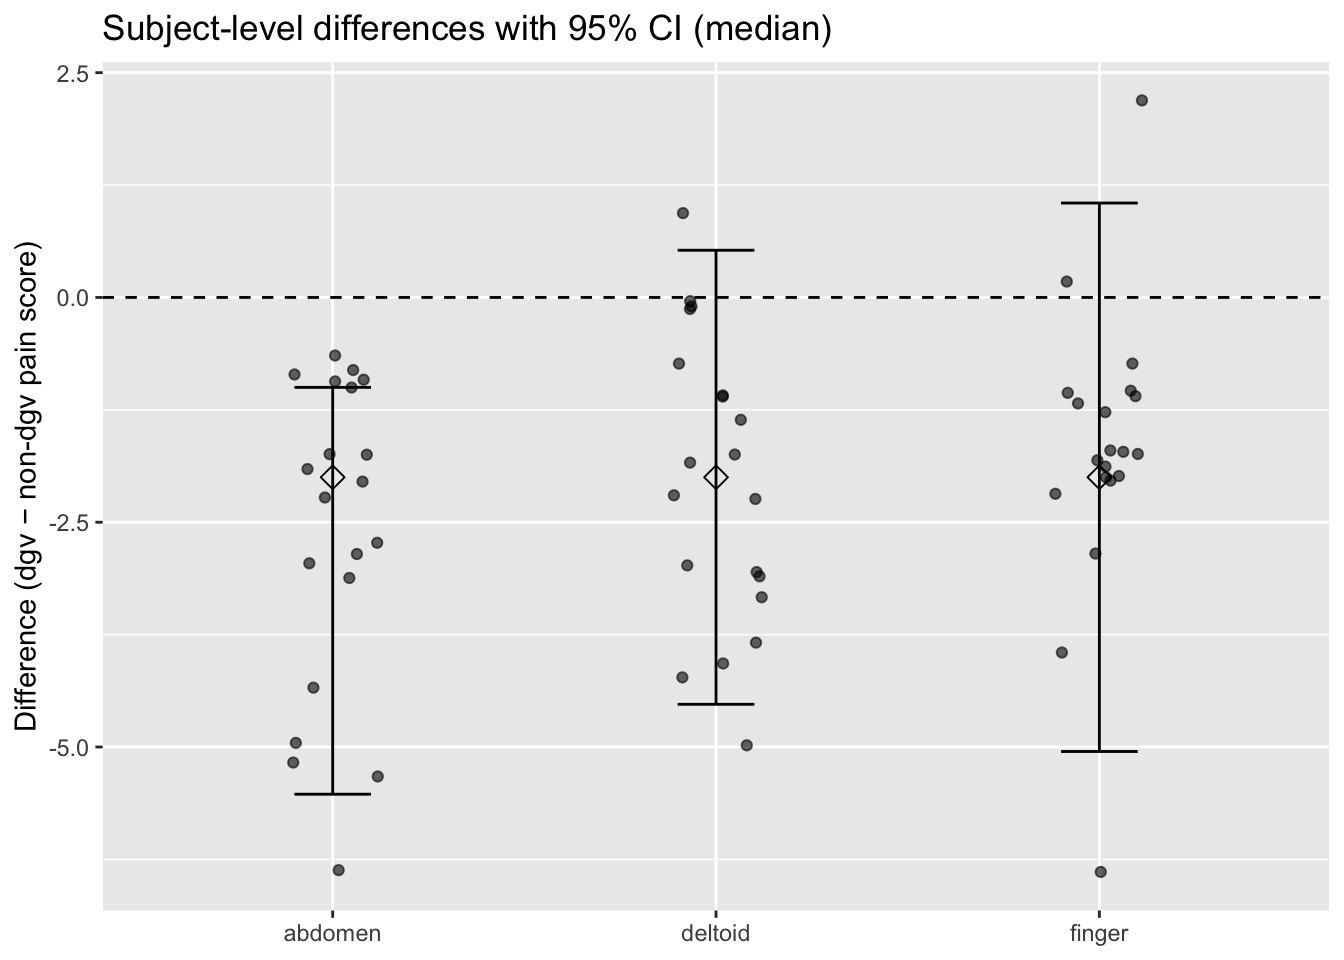 Subject-level differences with 95% CI (median)
Difference (dgv − non-dgv pain score)
2.5
0.0
-2.5
-5.0
abdomen deltoid finger